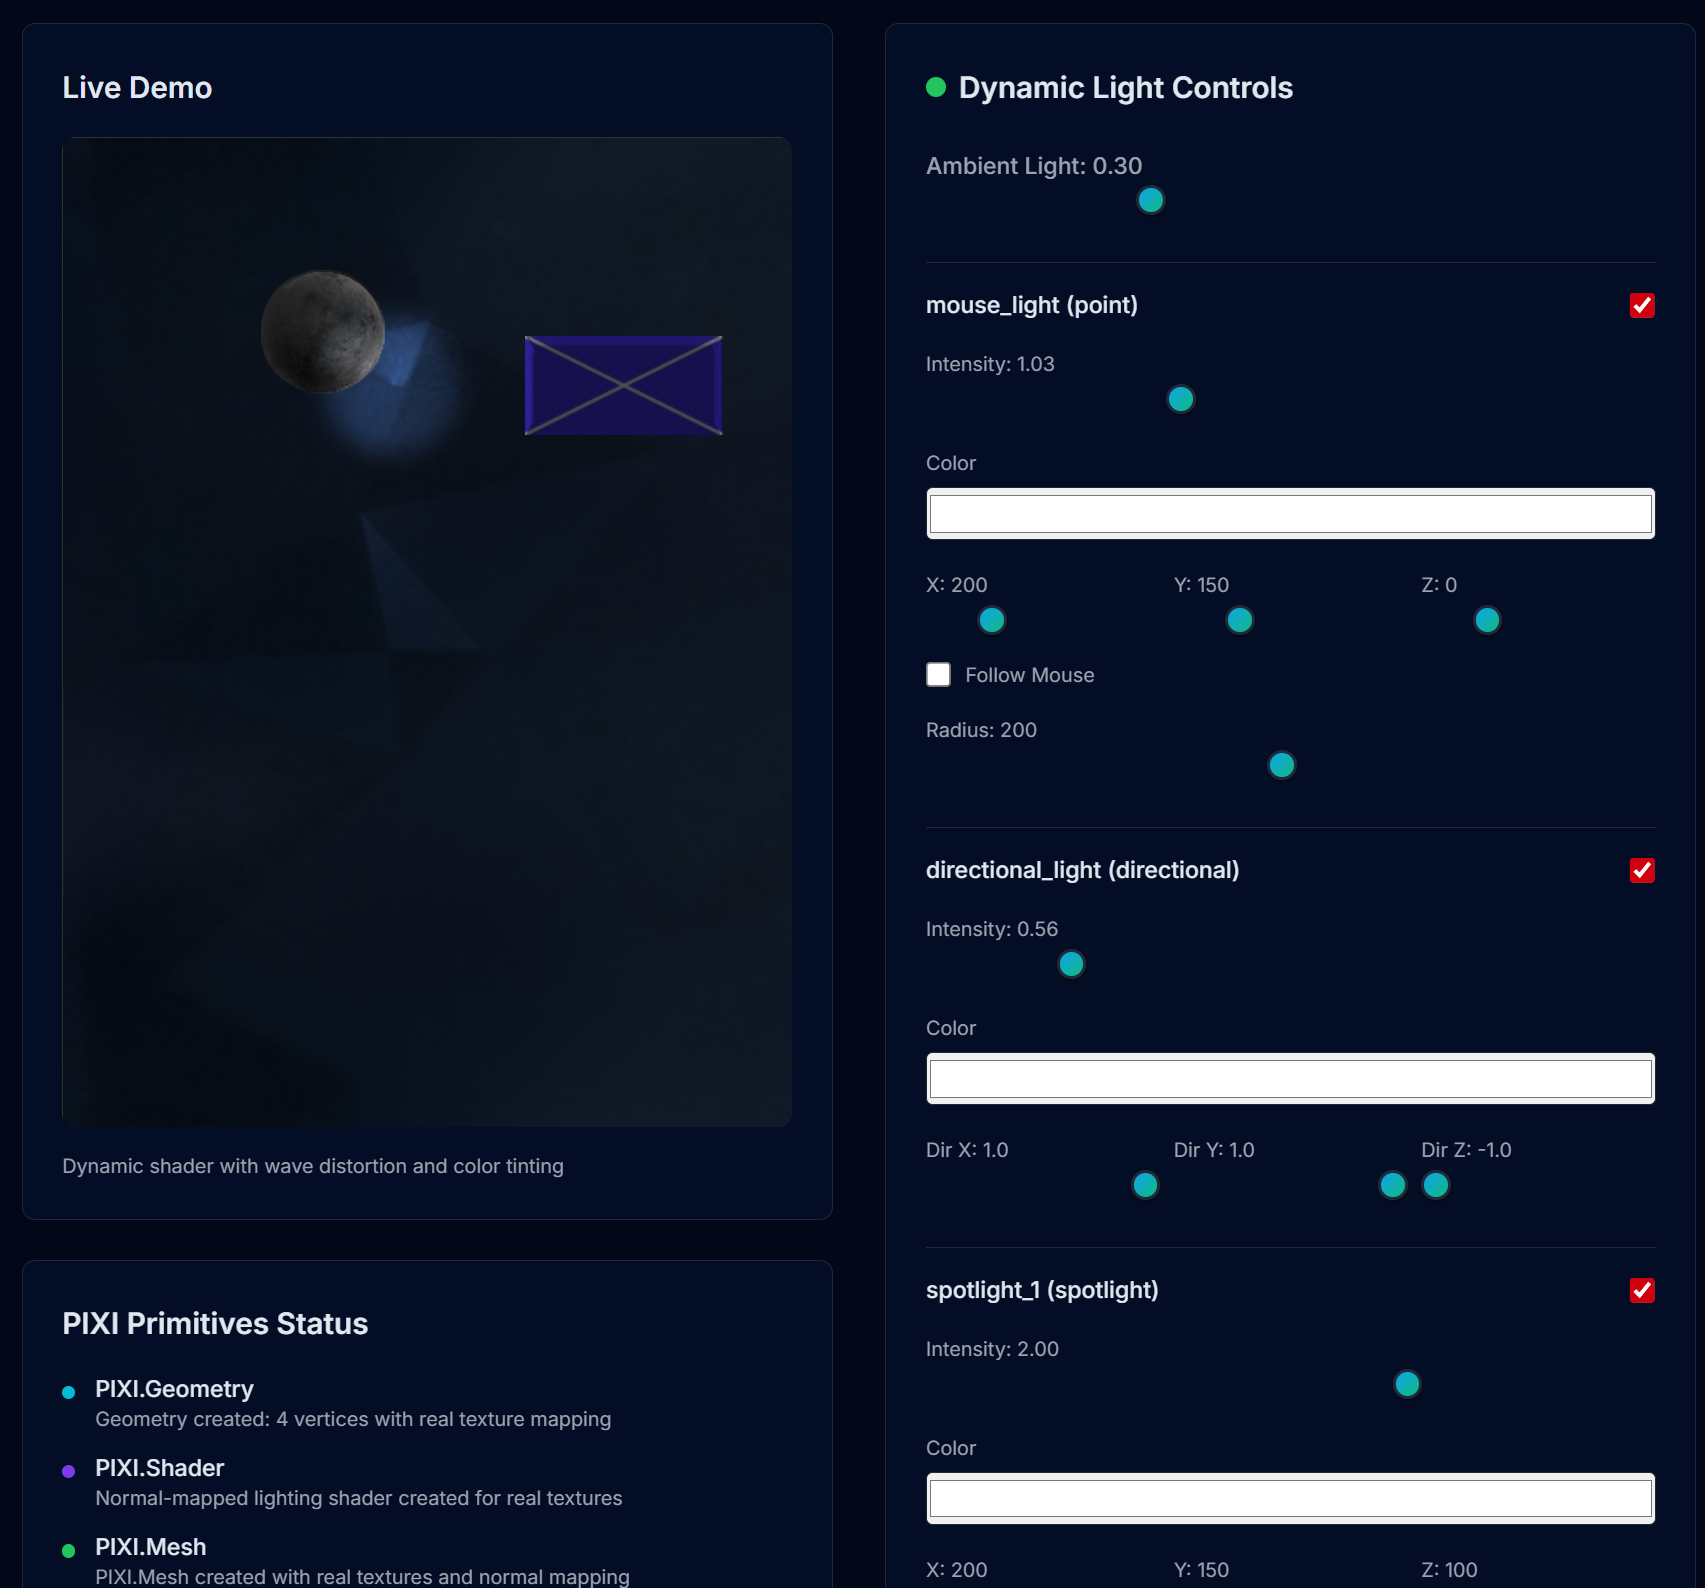 Live Demo
Dynamic shader with wave distortion and color tinting
PIXI Primitives Status
PIXI.Geometry
Geometry created: 4 vertices with real texture mapping
PIXI.Shader
Normal-mapped lighting shader created for real textures
PIXI.Mesh
PIXI.Mesh created with real textures and normal mapping
Dynamic Light Controls
Ambient Light: 0.30
mouse_light (point)
Intensity: 1.03
Color
X: 200 Y: 150 Z: 0
Follow Mouse
Radius: 200
directional_light (directional)
Intensity: 0.56
Color
Dir X: 1.0 Dir Y: 1.0 Dir Z: -1.0
spotlight_1 (spotlight)
Intensity: 2.00
Color
X: 200 Y: 150 Z: 100